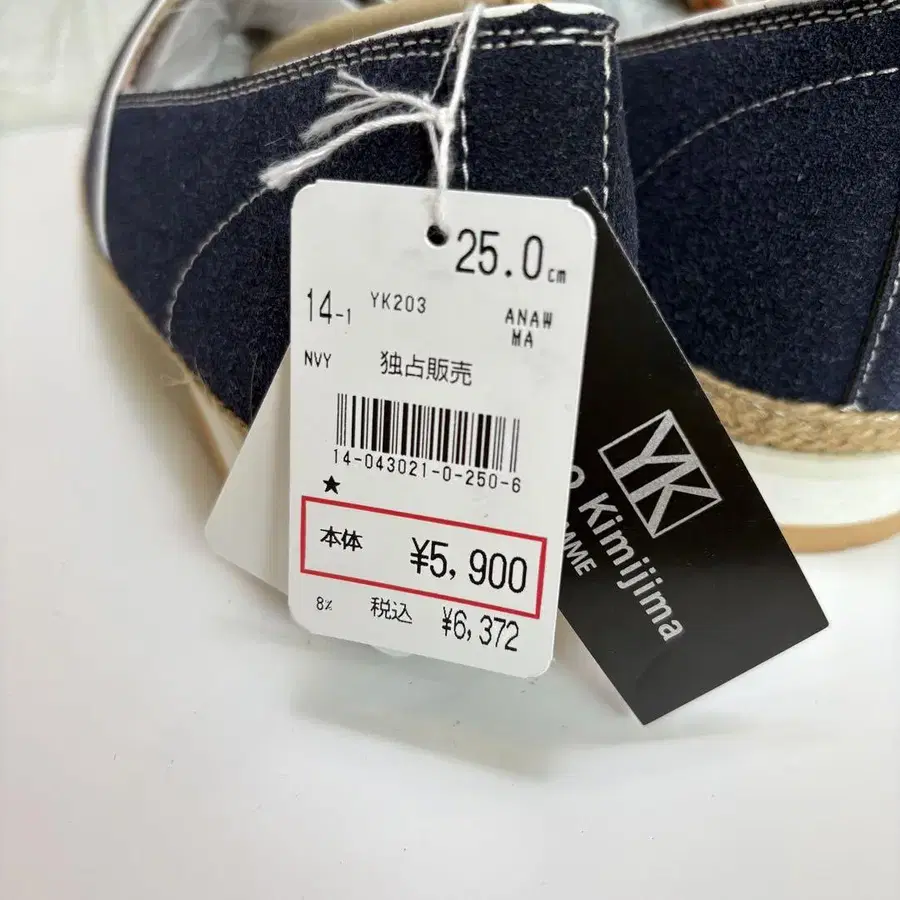 25.0cm
14-1 YK203 ANAW
MA
NVY 独占販売
14-043021-0-250-6
★
本体 ¥5,900
8% 税込 ¥6,372
YK
Kimijima